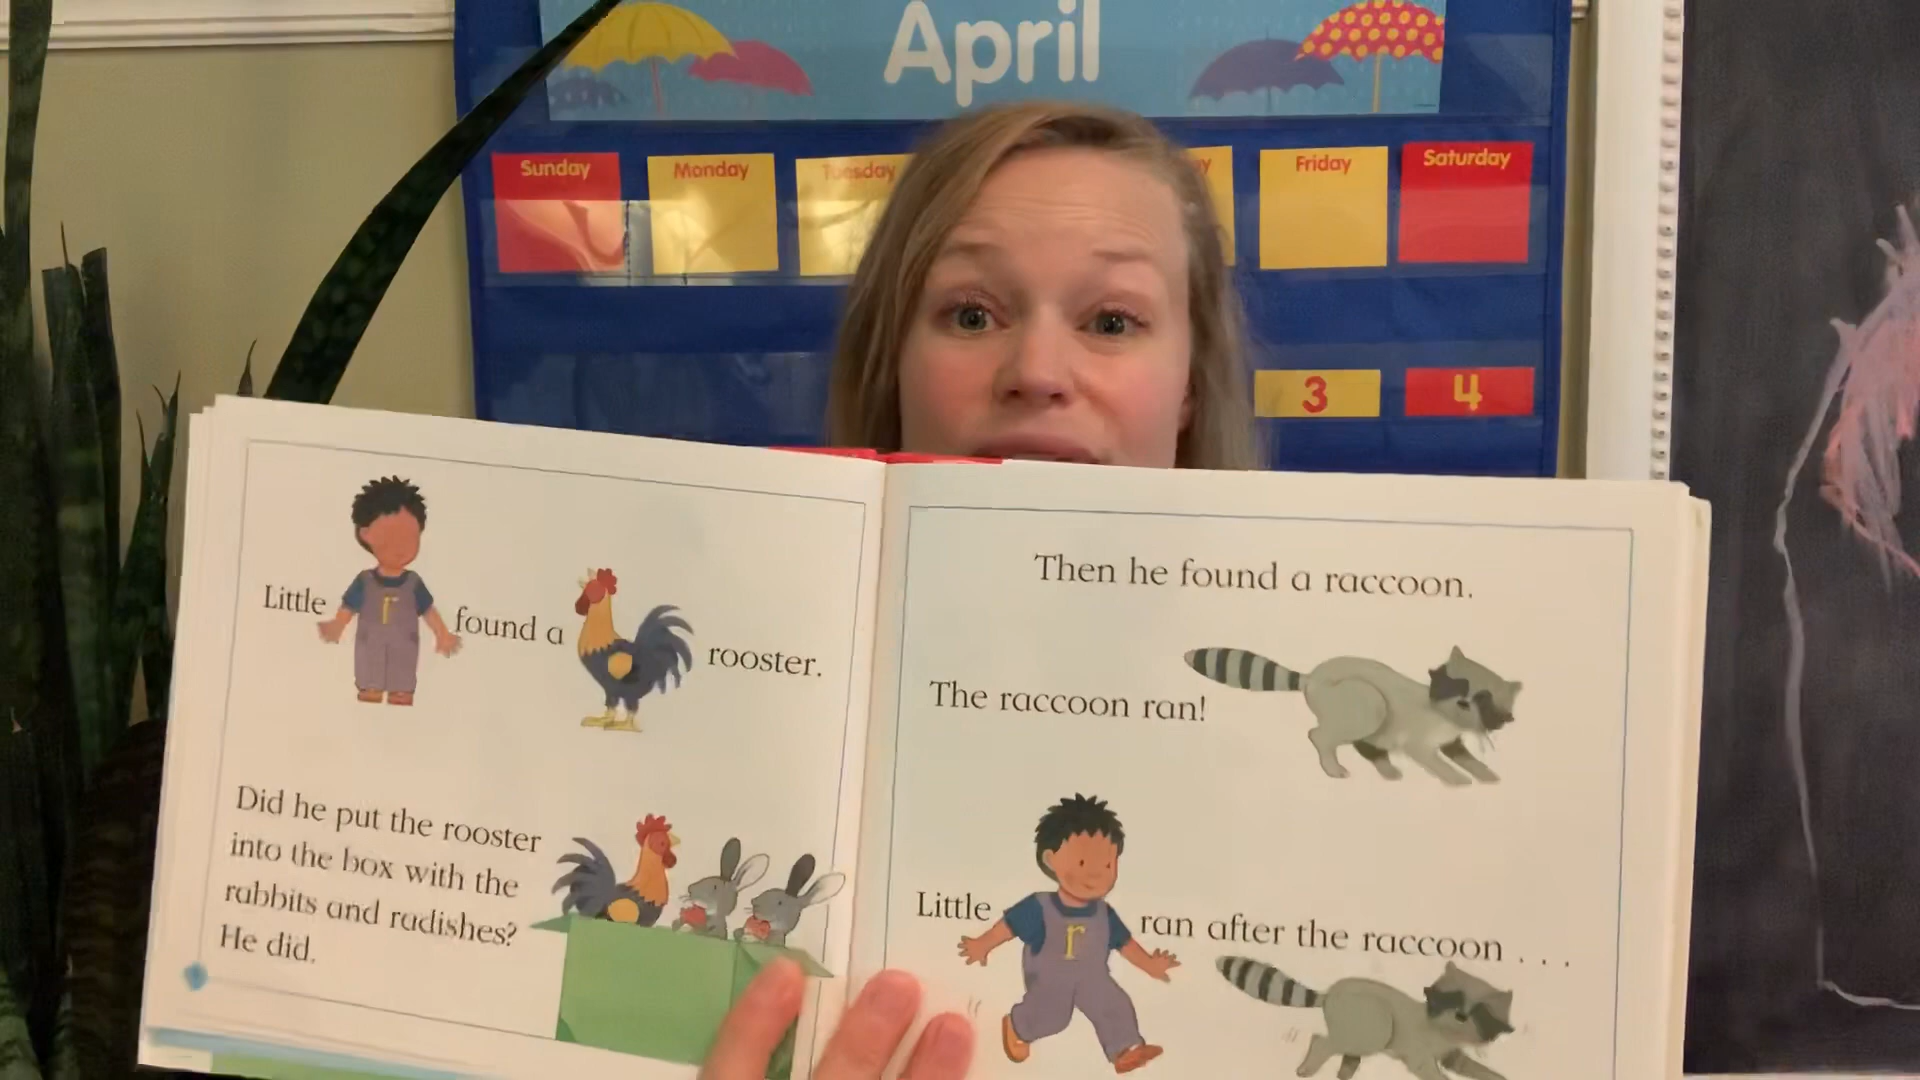 April
Sunday Monday Tuesday Friday Saturday
3 4
Little r found a rooster.
Did he put the rooster
into the box with the
rabbits and radishes?
He did.
Then he found a raccoon.
The raccoon ran!
Little r ran after the raccoon . . .